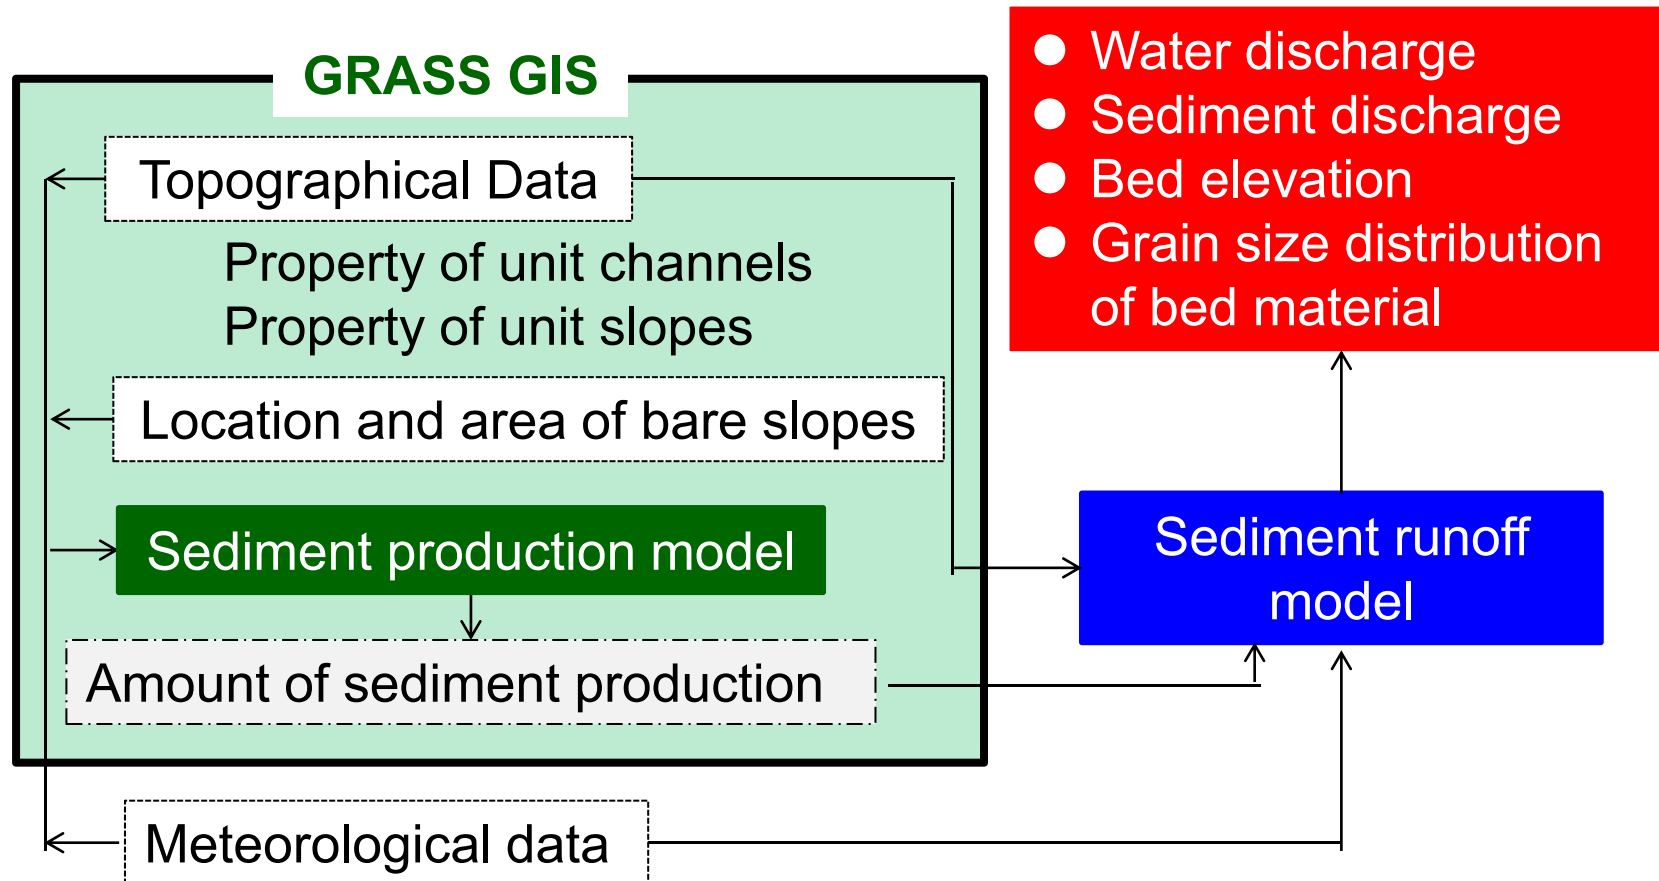 GRASS GIS
Topographical Data
Property of unit channels
Property of unit slopes
Location and area of bare slopes
Sediment production model
Amount of sediment production
Meteorological data
● Water discharge
● Sediment discharge
● Bed elevation
● Grain size distribution
of bed material
Sediment runoff
model